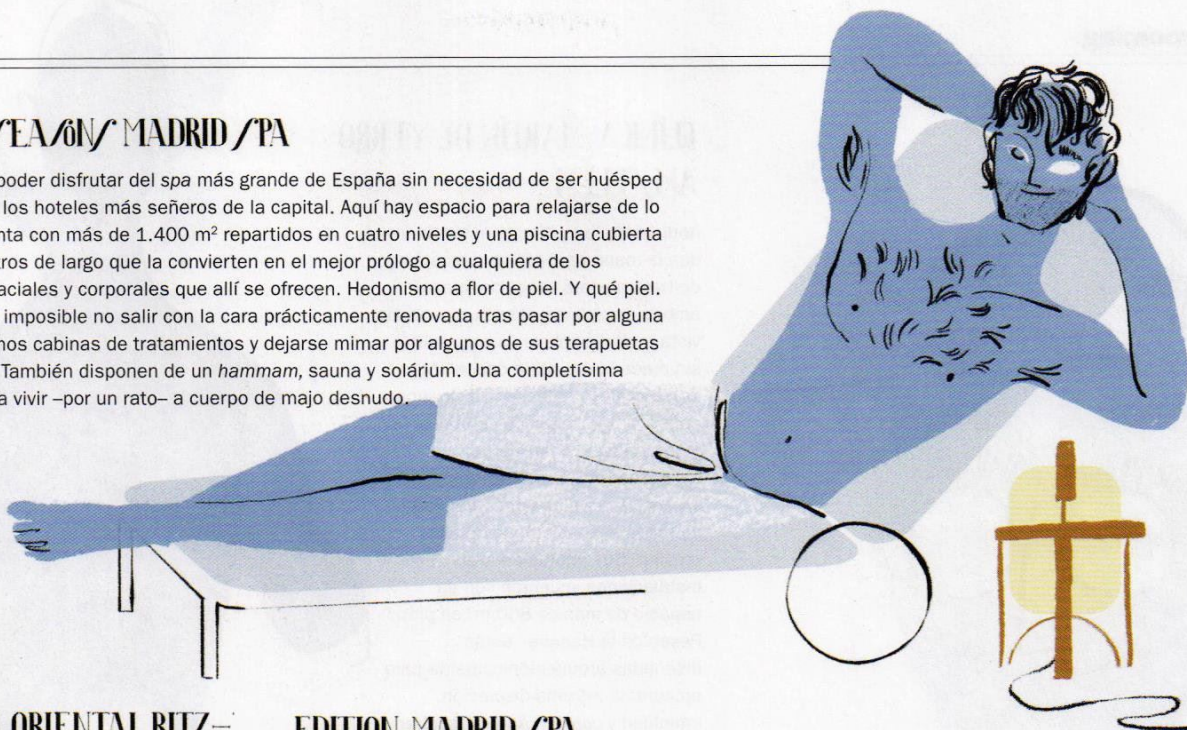 SEASONS MADRID SPA
poder disfrutar del spa más grande de España sin necesidad de ser huésped
los hoteles más señeros de la capital. Aquí hay espacio para relajarse de lo
nta con más de 1.400 m² repartidos en cuatro niveles y una piscina cubierta
tros de largo que la convierten en el mejor prólogo a cualquiera de los
aciales y corporales que allí se ofrecen. Hedonismo a flor de piel. Y qué piel.
imposible no salir con la cara prácticamente renovada tras pasar por alguna
nos cabinas de tratamientos y dejarse mimar por algunos de sus terapuetas
También disponen de un hammam, sauna y solárium. Una completísima
a vivir –por un rato– a cuerpo de majo desnudo.
ORIENTAL RITZ–
EDITION MADRID SPA